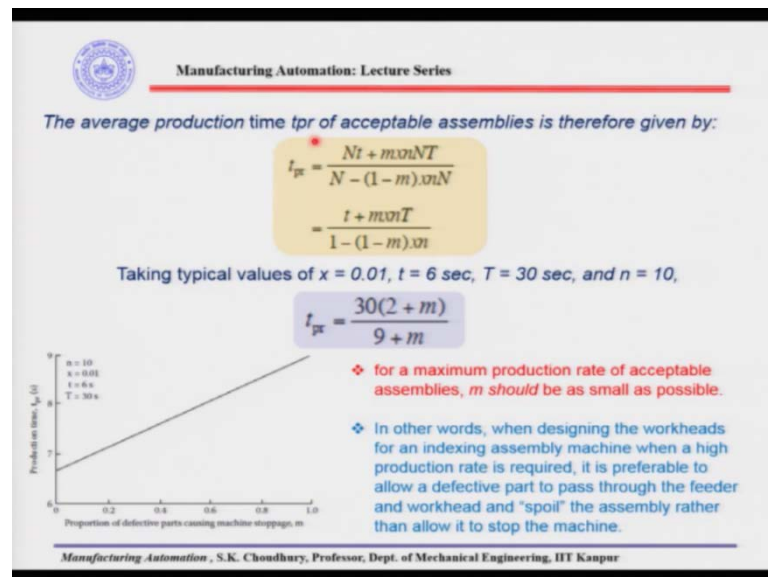 Manufacturing Automation: Lecture Series
The average production time tpr of acceptable assemblies is therefore given by:
t_pr = (Nt + mxnNT) / (N − (1 − m)xnN)
= (t + mxnT) / (1 − (1 − m)xn)
Taking typical values of x = 0.01, t = 6 sec, T = 30 sec, and n = 10,
t_pr = 30(2 + m) / (9 + m)
9
8
7
6
Production time, t_pr (s)
n = 10
x = 0.01
t = 6 s
T = 30 s
0 0.2 0.4 0.6 0.8 1.0
Proportion of defective parts causing machine stoppage, m
❖ for a maximum production rate of acceptable
assemblies, m should be as small as possible.
❖ In other words, when designing the workheads
for an indexing assembly machine when a high
production rate is required, it is preferable to
allow a defective part to pass through the feeder
and workhead and "spoil" the assembly rather
than allow it to stop the machine.
Manufacturing Automation , S.K. Choudhury, Professor, Dept. of Mechanical Engineering, IIT Kanpur